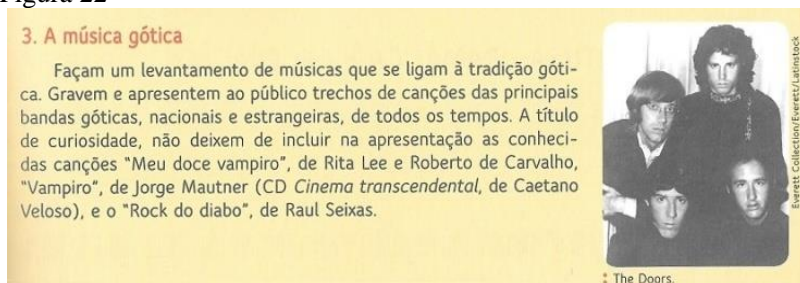 Figura 22
3. A música gótica
Façam um levantamento de músicas que se ligam à tradição góti-
ca. Gravem e apresentem ao público trechos de canções das principais
bandas góticas, nacionais e estrangeiras, de todos os tempos. A título
de curiosidade, não deixem de incluir na apresentação as conheci-
das canções "Meu doce vampiro", de Rita Lee e Roberto de Carvalho,
"Vampiro", de Jorge Mautner (CD Cinema transcendental, de Caetano
Veloso), e o "Rock do diabo", de Raul Seixas.
Everett Collection/Everett/Latinstock
The Doors.